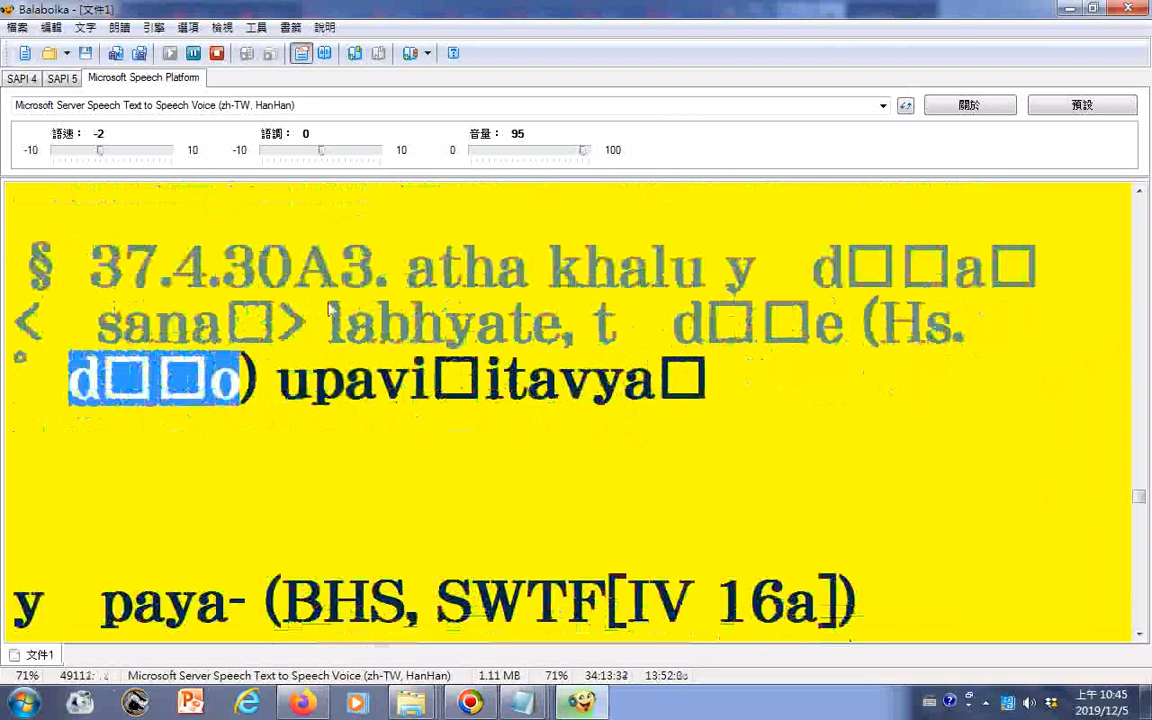 Balabolka - [文件1]
檔案 編輯 文字 朗讀 引擎 選項 檢視 工具 書籤 說明
SAPI 4 SAPI 5 Microsoft Speech Platform
Microsoft Server Speech Text to Speech Voice (zh-TW, HanHan) 關於 預設
語速： -2 語調： 0 音量： 95
-10 10 -10 10 0 100
§ 37.4.30A3. atha khalu y d□□a□
< sana□> labhyate, t d□□e (Hs.
° d□□o) upavi□itavya□
y paya- (BHS, SWTF[IV 16a])
文件1
71% Microsoft Server Speech Text to Speech Voice (zh-TW, HanHan) 1.11 MB 71%
上午 10:45
2019/12/5